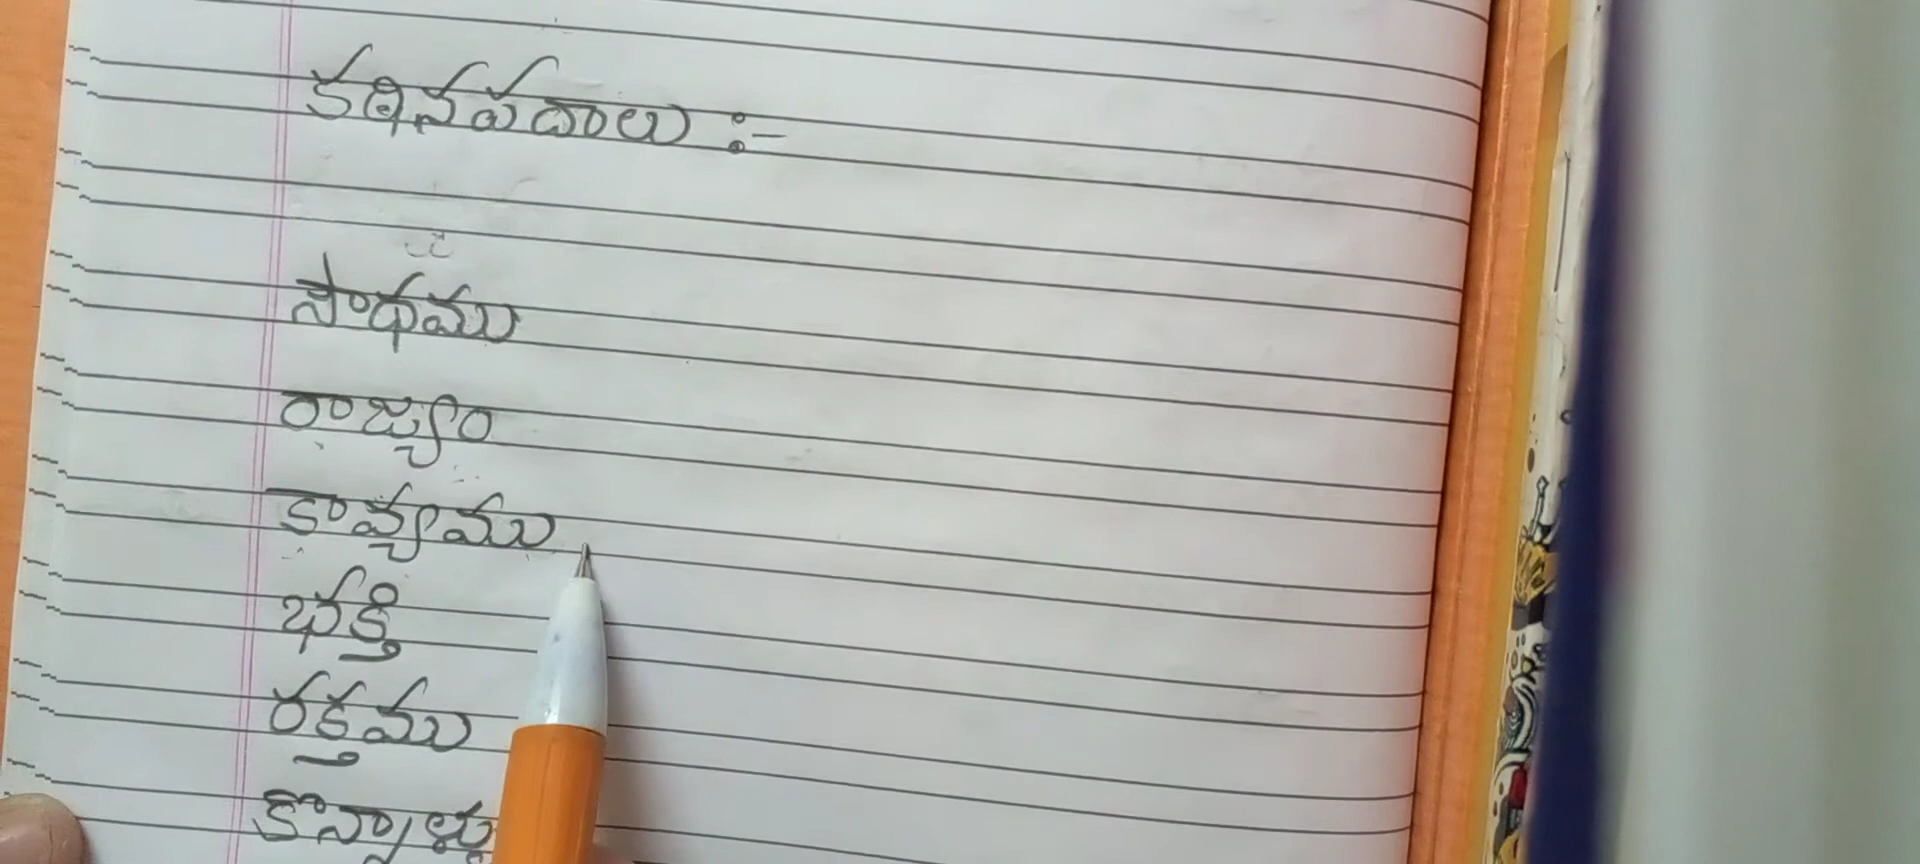 కఠినపదాలు :-
సాధము
రాజ్యం
కావ్యము
భక్తి
రక్తము
కొన్నాళ్ళు